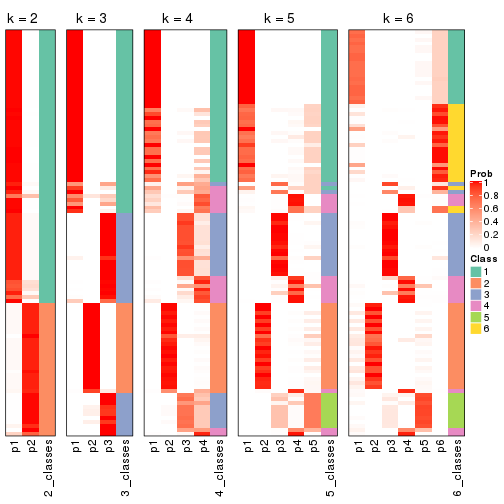 k = 2
k = 3
k = 4
k = 5
k = 6
Prob
1
0.8
0.6
0.4
0.2
0
Class
1
2
3
4
5
6
p1
p2
2_classes
p1
p2
p3
3_classes
p1
p2
p3
p4
4_classes
p1
p2
p3
p4
p5
5_classes
p1
p2
p3
p4
p5
p6
6_classes